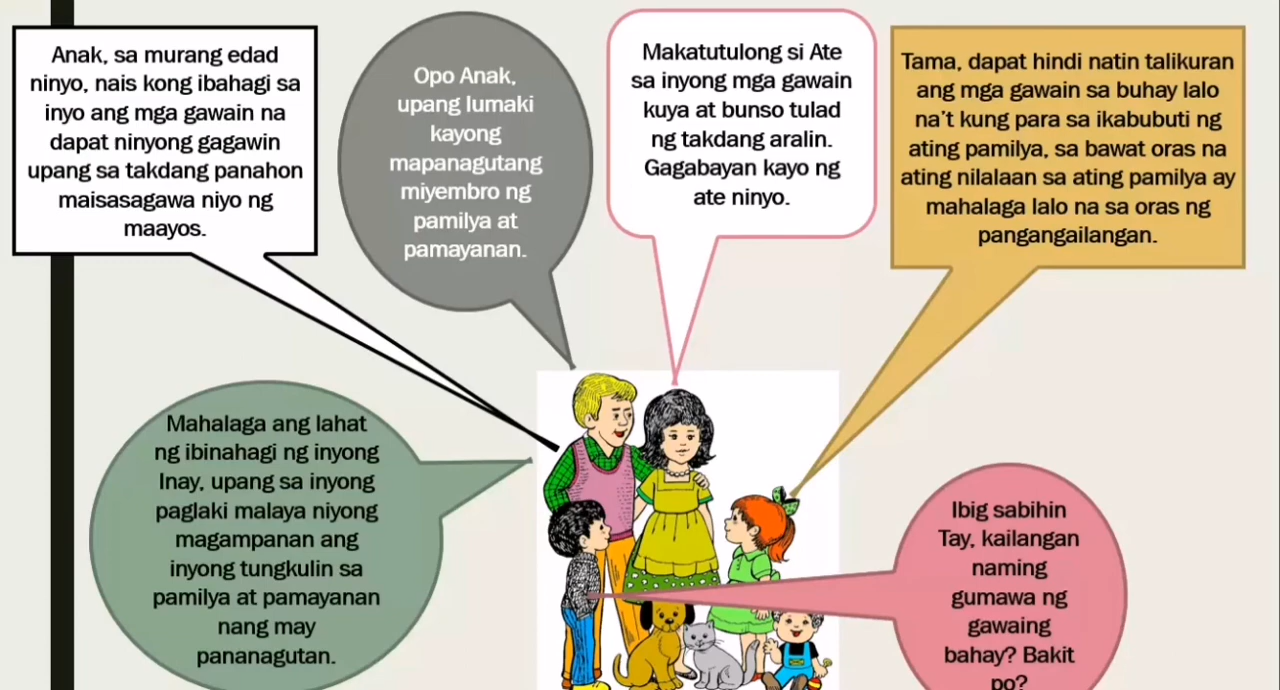 Anak, sa murang edad
ninyo, nais kong ibahagi sa
inyo ang mga gawain na
dapat ninyong gagawin
upang sa takdang panahon
maisasagawa niyo ng
maayos.
Opo Anak,
upang lumaki
kayong
mapanagutang
miyembro ng
pamilya at
pamayanan.
Makatutulong si Ate
sa inyong mga gawain
kuya at bunso tulad
ng takdang aralin.
Gagabayan kayo ng
ate ninyo.
Tama, dapat hindi natin talikuran
ang mga gawain sa buhay lalo
na't kung para sa ikabubuti ng
ating pamilya, sa bawat oras na
ating nilalaan sa ating pamilya ay
mahalaga lalo na sa oras ng
pangangailangan.
Mahalaga ang lahat
ng ibinahagi ng inyong
Inay, upang sa inyong
paglaki malaya niyong
magampanan ang
inyong tungkulin sa
pamilya at pamayanan
nang may
pananagutan.
Ibig sabihin
Tay, kailangan
naming
gumawa ng
gawaing
bahay? Bakit
po?